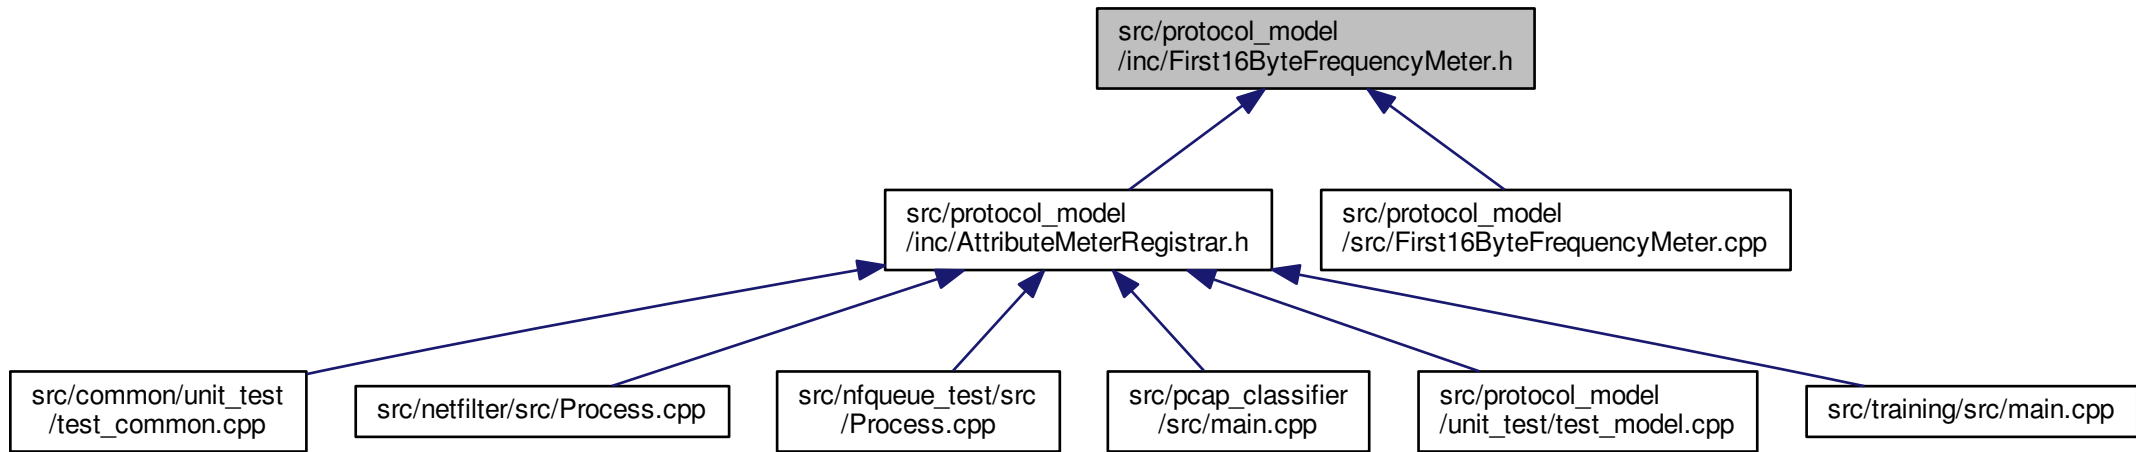 src/protocol_model
/inc/First16ByteFrequencyMeter.h
src/protocol_model
/inc/AttributeMeterRegistrar.h
src/protocol_model
/src/First16ByteFrequencyMeter.cpp
src/common/unit_test
/test_common.cpp
src/netfilter/src/Process.cpp
src/nfqueue_test/src
/Process.cpp
src/pcap_classifier
/src/main.cpp
src/protocol_model
/unit_test/test_model.cpp
src/training/src/main.cpp